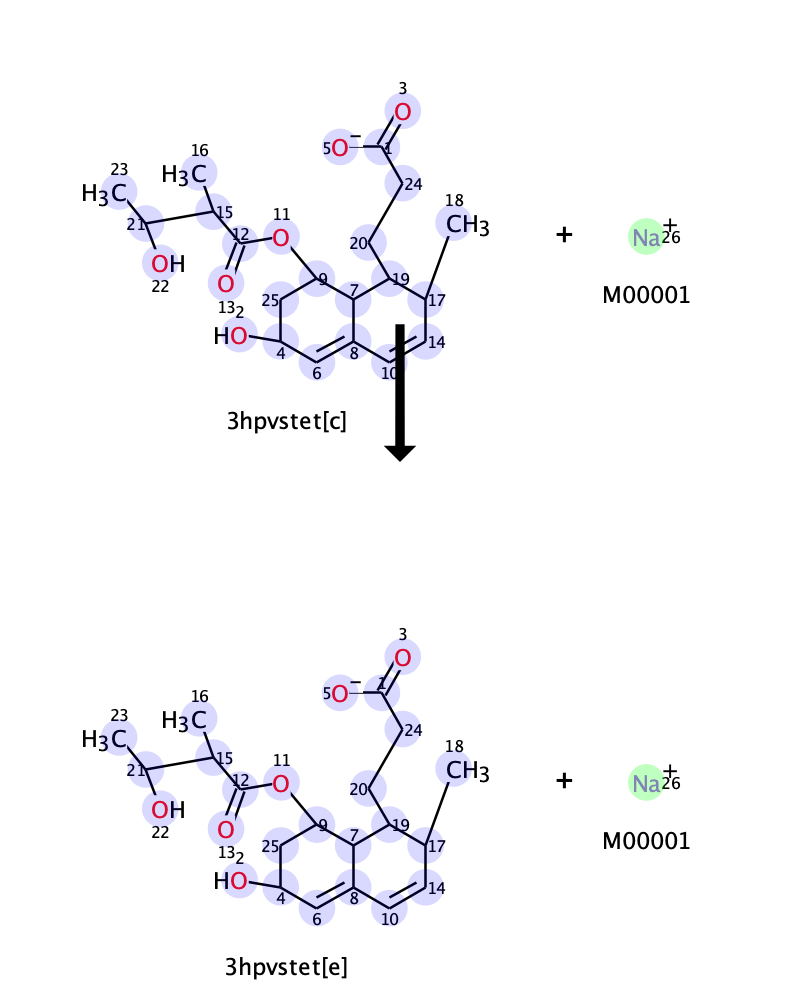 3
O
16
5 O − 1
23
H3C
24
18
H3C
15
11
CH3
21
12
O
20
+
Na+
26
OH
9
19
22
O
25
7
17
M00001
13
2
HO
4
8
14
6
10
3hpvstet[c]
3
O
5 O − 1
16
23
H3C
24
18
H3C
15
11
CH3
21
12
O
20
+
Na+
26
OH
9
19
22
O
25
7
17
M00001
13
2
HO
4
8
14
6
10
3hpvstet[e]